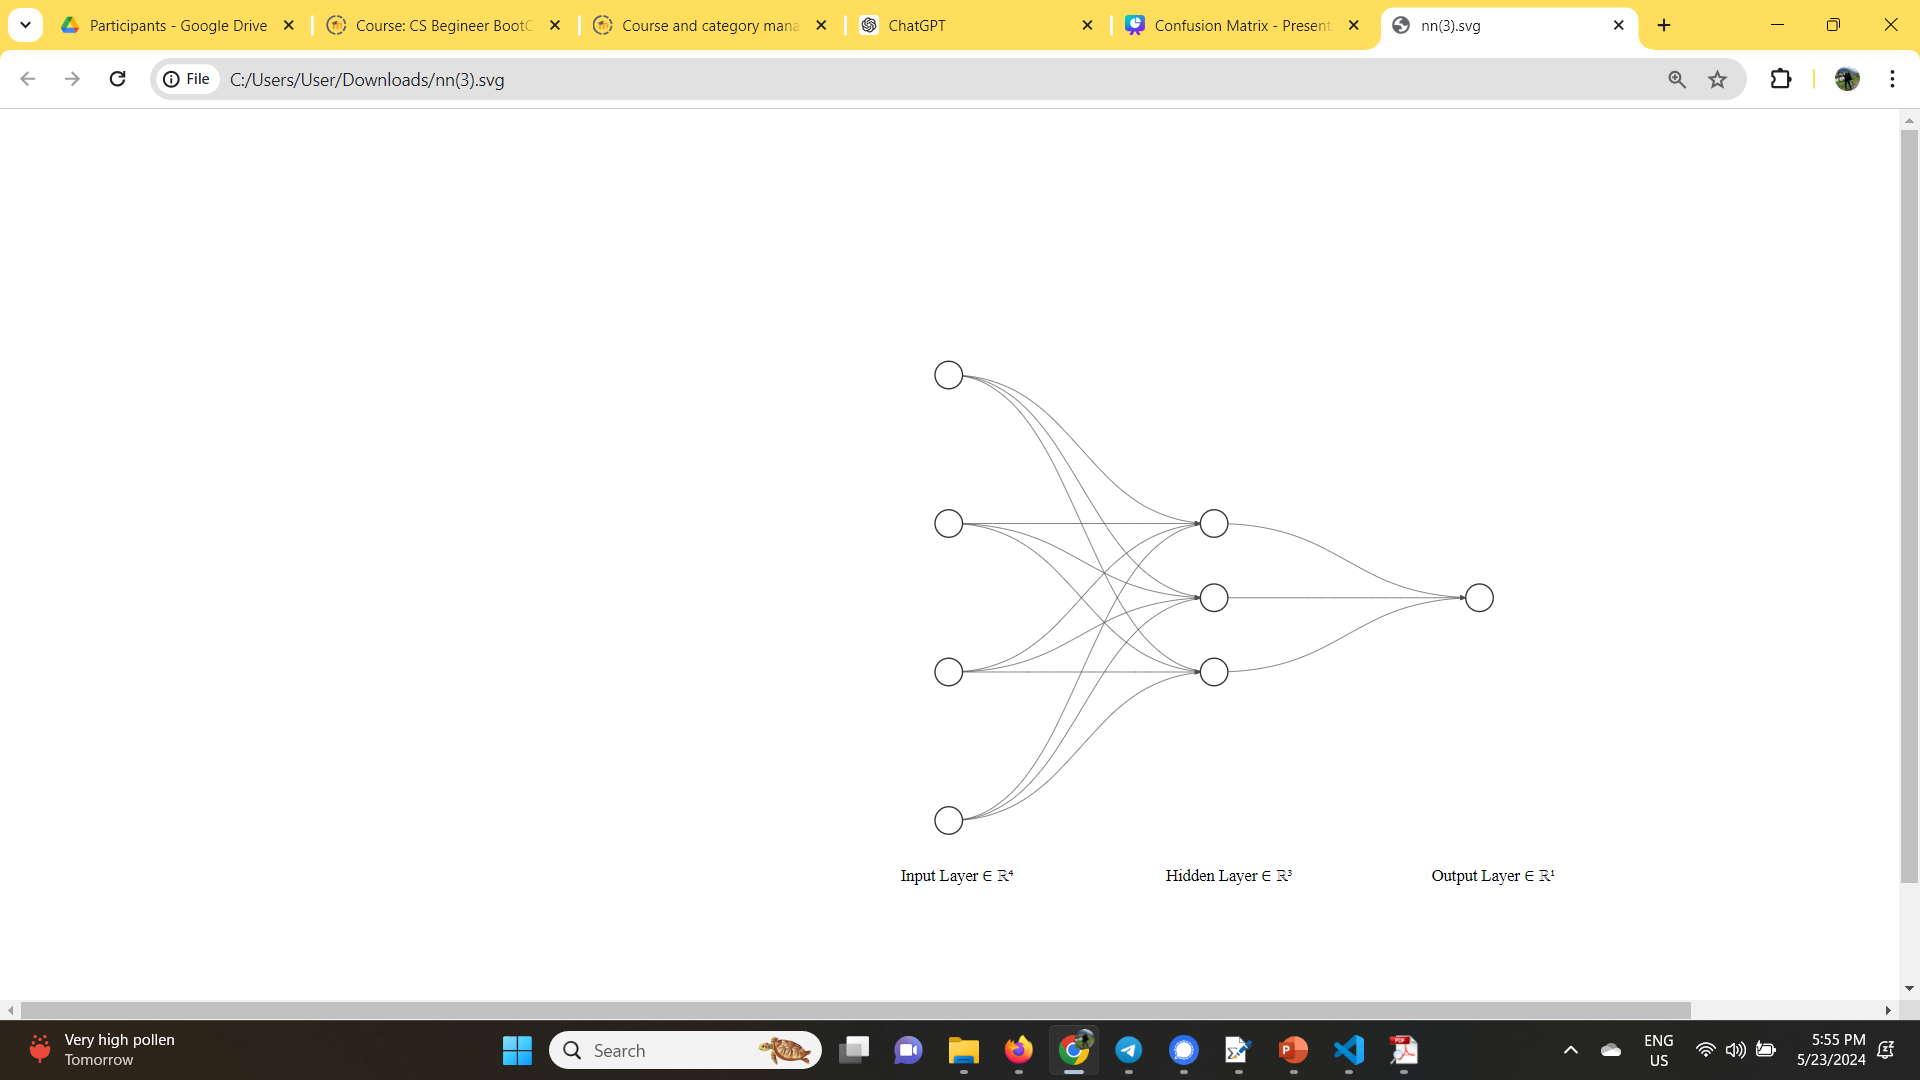 Participants - Google Drive
Course: CS Begineer Boot
Course and category mana
ChatGPT
Confusion Matrix - Present
nn(3).svg
File
C:/Users/User/Downloads/nn(3).svg
Input Layer ∈ ℝ⁴
Hidden Layer ∈ ℝ³
Output Layer ∈ ℝ¹
Very high pollen
Tomorrow
Search
ENG
US
5:55 PM
5/23/2024